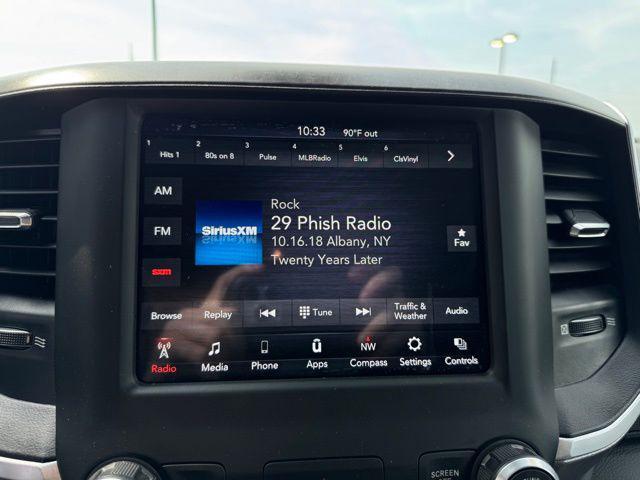 10:33 90°F out
1 2 3 4 5 6
Hits 1 80s on 8 Pulse MLBRadio Elvis ClsVinyl
AM
Rock
29 Phish Radio
FM
SiriusXM
10.16.18 Albany, NY
Fav
Twenty Years Later
sxm
Browse Replay Tune Traffic & Weather Audio
NW
Radio Media Phone Apps Compass Settings Controls
SCREEN